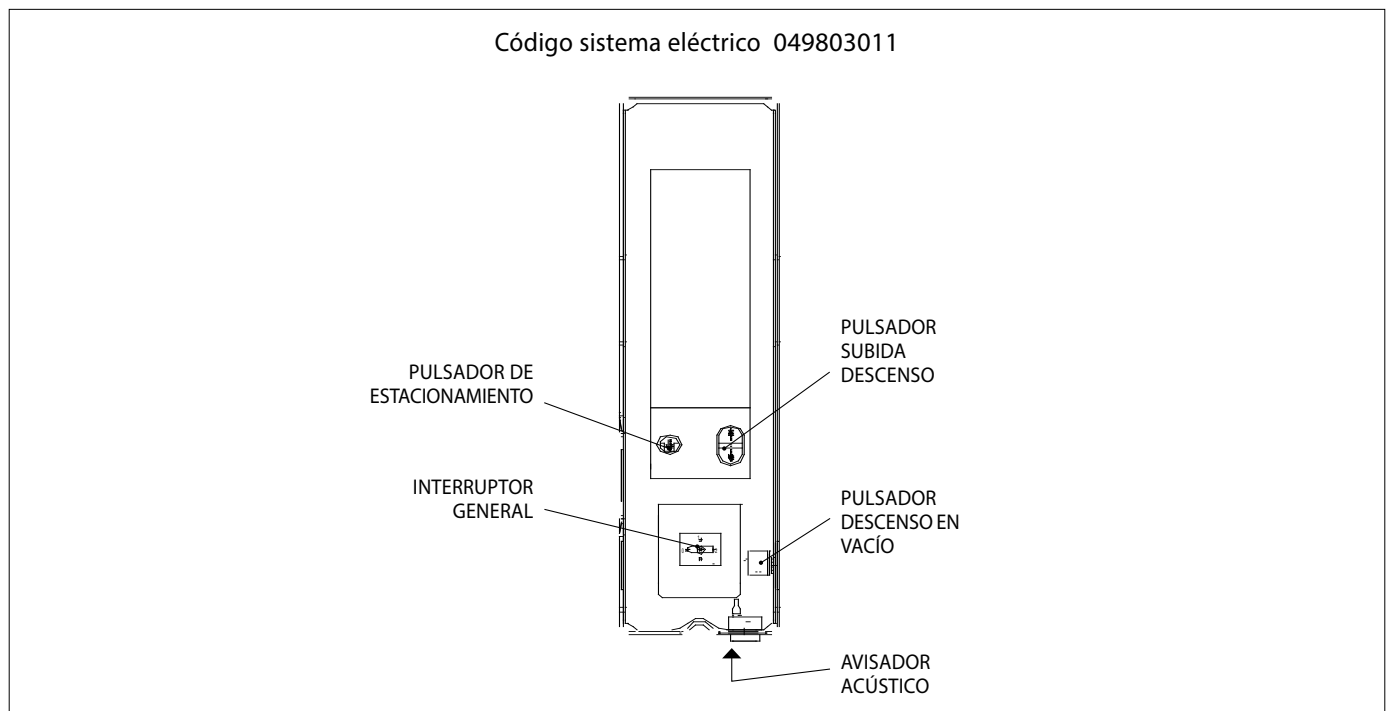 Código sistema eléctrico 049803011
PULSADOR
SUBIDA
DESCENSO
PULSADOR DE
ESTACIONAMIENTO
INTERRUPTOR
GENERAL
PULSADOR
DESCENSO EN
VACÍO
AVISADOR
ACÚSTICO